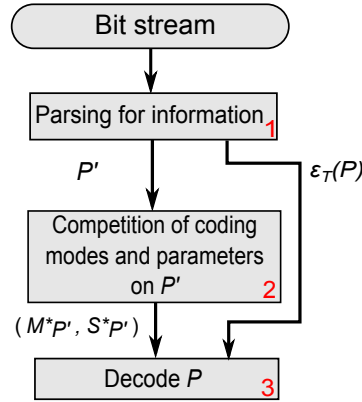 Bit stream
Parsing for information
1
P'
ε_T(P)
Competition of coding
modes and parameters
on P'
2
(M*P', S*P')
Decode P
3